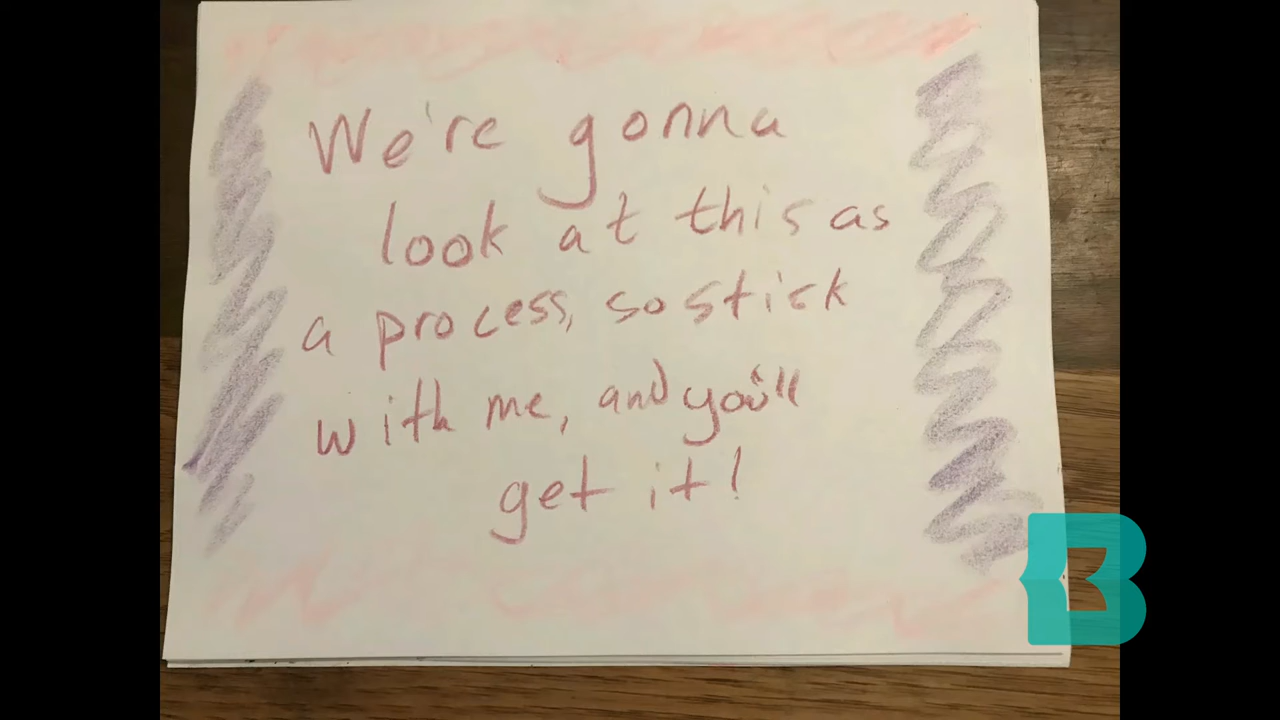 We're gonna
look at this as
a process, so stick
with me, and you'll
get it!
B